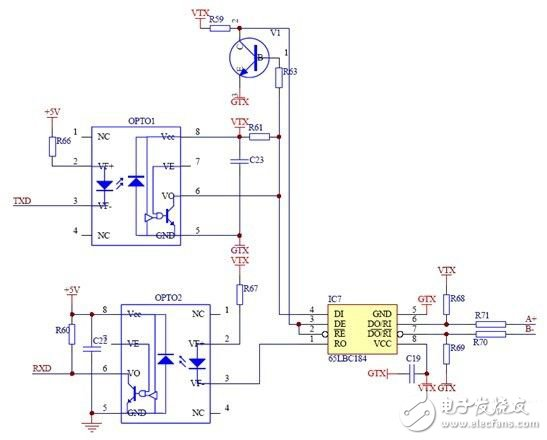 VTX
R59
2
V1
C
B
1
E
3
GTX
R63
+5V
R66
OPTO1
1
NC
Vcc
8
VTX
R61
2
VF+
VE
7
C23
TXD
3
VF-
VO
6
4
NC
GND
5
GTX
VTX
R67
+5V
OPTO2
8
Vcc
NC
1
R60
C22
7
VE
VF+
2
RXD
6
VO
VF-
3
5
GND
NC
4
IC7
4
DI
GND
5
GTX
3
DE
DO/RI
6
2
RE
DO/RI
7
1
RO
VCC
8
65LBC184
VTX
R68
R71
A+
R70
B-
R69
C19
GTX
VTX
GTX
电子发烧友
www.elecfans.com